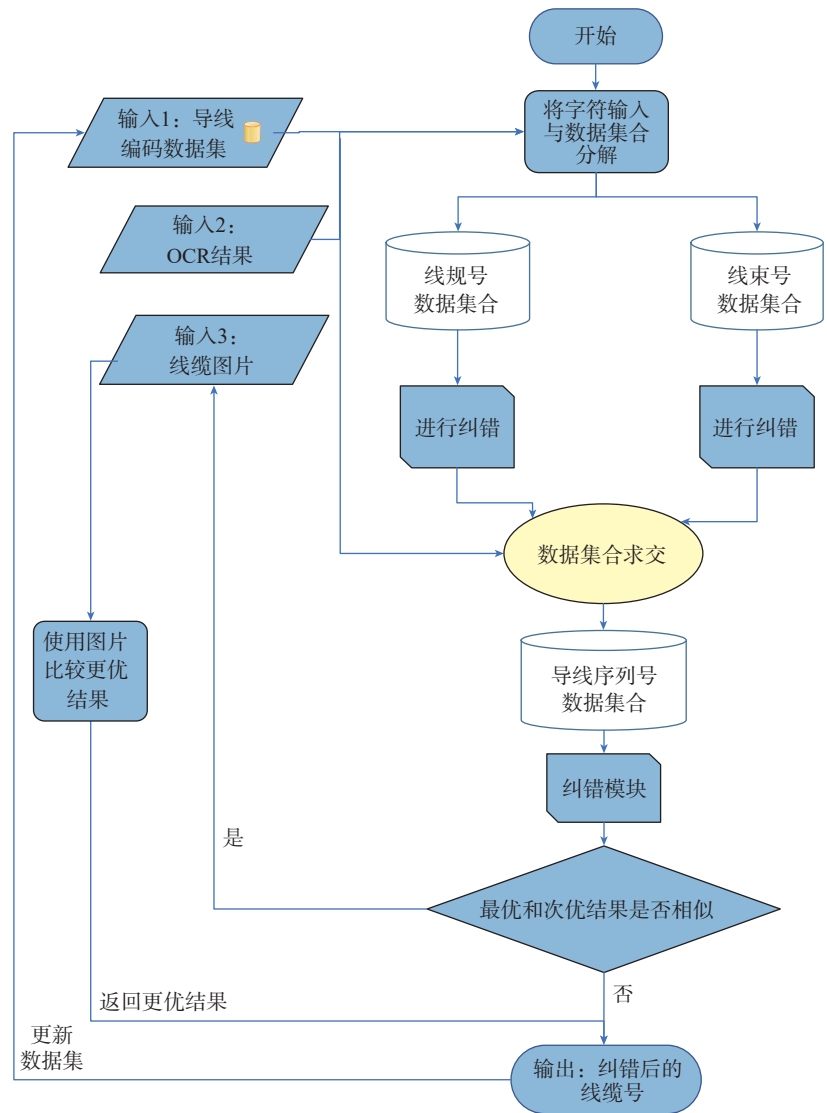 开始
输入1：导线
编码数据集
将字符输入
与数据集合
分解
输入2：
OCR结果
线规号
数据集合
线束号
数据集合
输入3：
线缆图片
进行纠错
进行纠错
数据集合求交
使用图片
比较更优
结果
导线序列号
数据集合
纠错模块
是
最优和次优结果是否相似
返回更优结果
否
更新
数据集
输出：纠错后的
线缆号